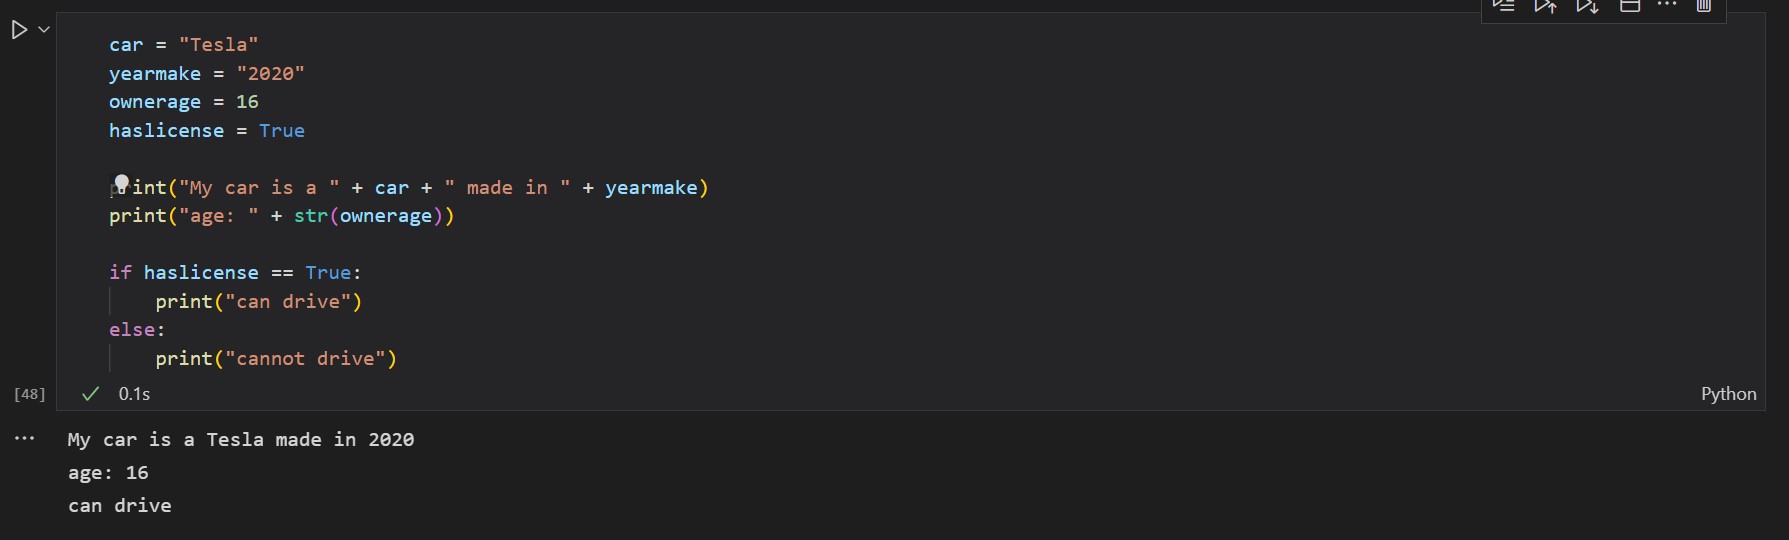 car = "Tesla"
yearmake = "2020"
ownerage = 16
haslicense = True
print("My car is a " + car + " made in " + yearmake)
print("age: " + str(ownerage))
if haslicense == True:
    print("can drive")
else:
    print("cannot drive")
[48] 0.1s Python
My car is a Tesla made in 2020
age: 16
can drive